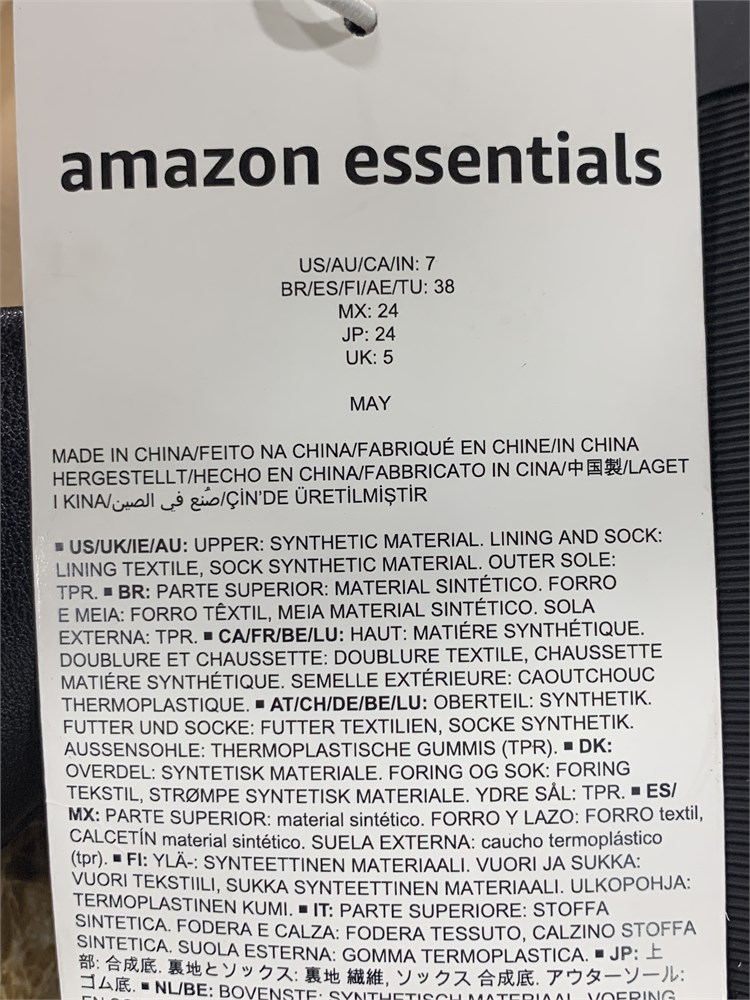 amazon essentials
US/AU/CA/IN: 7
BR/ES/FI/AE/TU: 38
MX: 24
JP: 24
UK: 5
MAY
MADE IN CHINA/FEITO NA CHINA/FABRIQUÉ EN CHINE/IN CHINA
HERGESTELLT/HECHO EN CHINA/FABBRICATO IN CINA/中国製/LAGET
I KINA/صُنع في الصين/ÇİN'DE ÜRETİLMİŞTİR
▪ US/UK/IE/AU: UPPER: SYNTHETIC MATERIAL. LINING AND SOCK:
LINING TEXTILE, SOCK SYNTHETIC MATERIAL. OUTER SOLE:
TPR. ▪ BR: PARTE SUPERIOR: MATERIAL SINTÉTICO. FORRO
E MEIA: FORRO TÊXTIL, MEIA MATERIAL SINTÉTICO. SOLA
EXTERNA: TPR. ▪ CA/FR/BE/LU: HAUT: MATIÉRE SYNTHÉTIQUE.
DOUBLURE ET CHAUSSETTE: DOUBLURE TEXTILE, CHAUSSETTE
MATIÉRE SYNTHÉTIQUE. SEMELLE EXTÉRIEURE: CAOUTCHOUC
THERMOPLASTIQUE. ▪ AT/CH/DE/BE/LU: OBERTEIL: SYNTHETIK.
FUTTER UND SOCKE: FUTTER TEXTILIEN, SOCKE SYNTHETIK.
AUSSENSOHLE: THERMOPLASTISCHE GUMMIS (TPR). ▪ DK:
OVERDEL: SYNTETISK MATERIALE. FORING OG SOK: FORING
TEKSTIL, STRØMPE SYNTETISK MATERIALE. YDRE SÅL: TPR. ▪ ES/
MX: PARTE SUPERIOR: material sintético. FORRO Y LAZO: FORRO textil,
CALCETÍN material sintético. SUELA EXTERNA: caucho termoplástico
(tpr). ▪ FI: YLÄ-: SYNTEETTINEN MATERIAALI. VUORI JA SUKKA:
VUORI TEKSTIILI, SUKKA SYNTEETTINEN MATERIAALI. ULKOPOHJA:
TERMOPLASTINEN KUMI. ▪ IT: PARTE SUPERIORE: STOFFA
SINTETICA. FODERA E CALZA: FODERA TESSUTO, CALZINO STOFFA
SINTETICA. SUOLA ESTERNA: GOMMA TERMOPLASTICA. ▪ JP: 上
部: 合成底. 裏地とソックス: 裏地 繊維, ソックス 合成底. アウターソール:
ゴム底. ▪ NL/BE: BOVENSTE: SYNTHETISCH MATERIAAL. VOERING